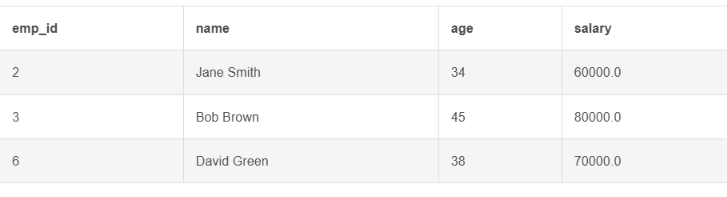 emp_id name age salary
2 Jane Smith 34 60000.0
3 Bob Brown 45 80000.0
6 David Green 38 70000.0